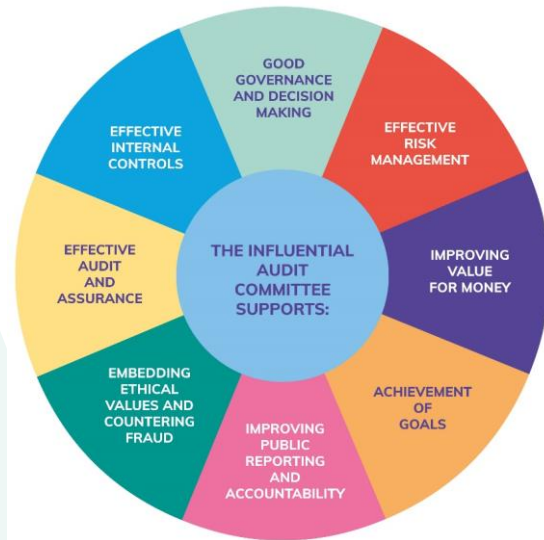 THE INFLUENTIAL
AUDIT
COMMITTEE
SUPPORTS:
GOOD
GOVERNANCE
AND DECISION
MAKING
EFFECTIVE
RISK
MANAGEMENT
IMPROVING
VALUE
FOR MONEY
ACHIEVEMENT
OF
GOALS
IMPROVING
PUBLIC
REPORTING
AND
ACCOUNTABILITY
EMBEDDING
ETHICAL
VALUES AND
COUNTERING
FRAUD
EFFECTIVE
AUDIT
AND
ASSURANCE
EFFECTIVE
INTERNAL
CONTROLS